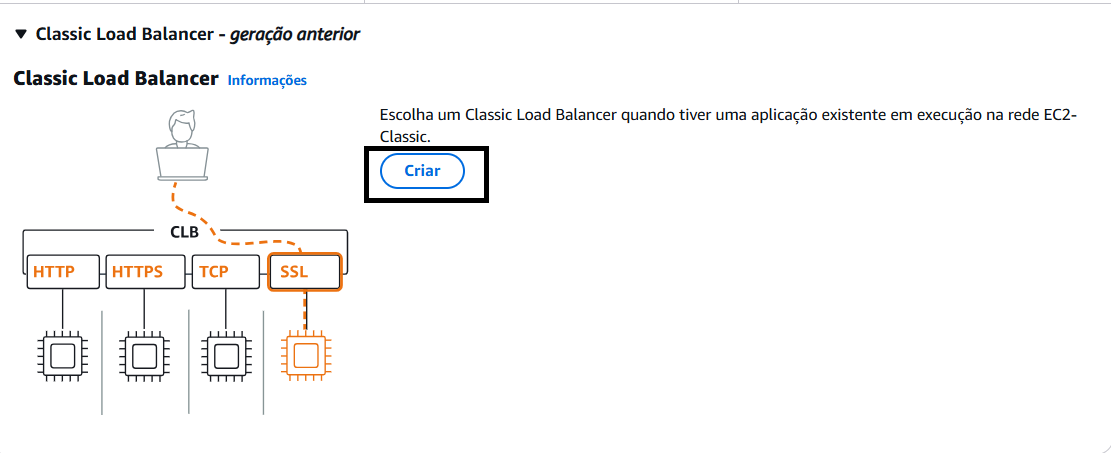 ▼ Classic Load Balancer - geração anterior
Classic Load Balancer Informações
Escolha um Classic Load Balancer quando tiver uma aplicação existente em execução na rede EC2-
Classic.
Criar
CLB
HTTP HTTPS TCP SSL